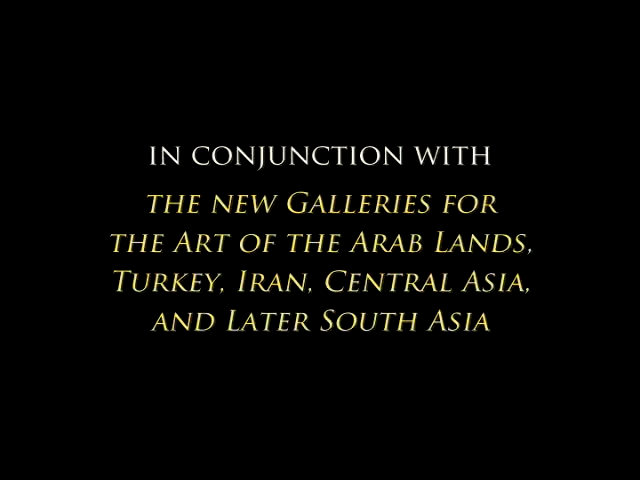 IN CONJUNCTION WITH
THE NEW GALLERIES FOR
THE ART OF THE ARAB LANDS,
TURKEY, IRAN, CENTRAL ASIA,
AND LATER SOUTH ASIA